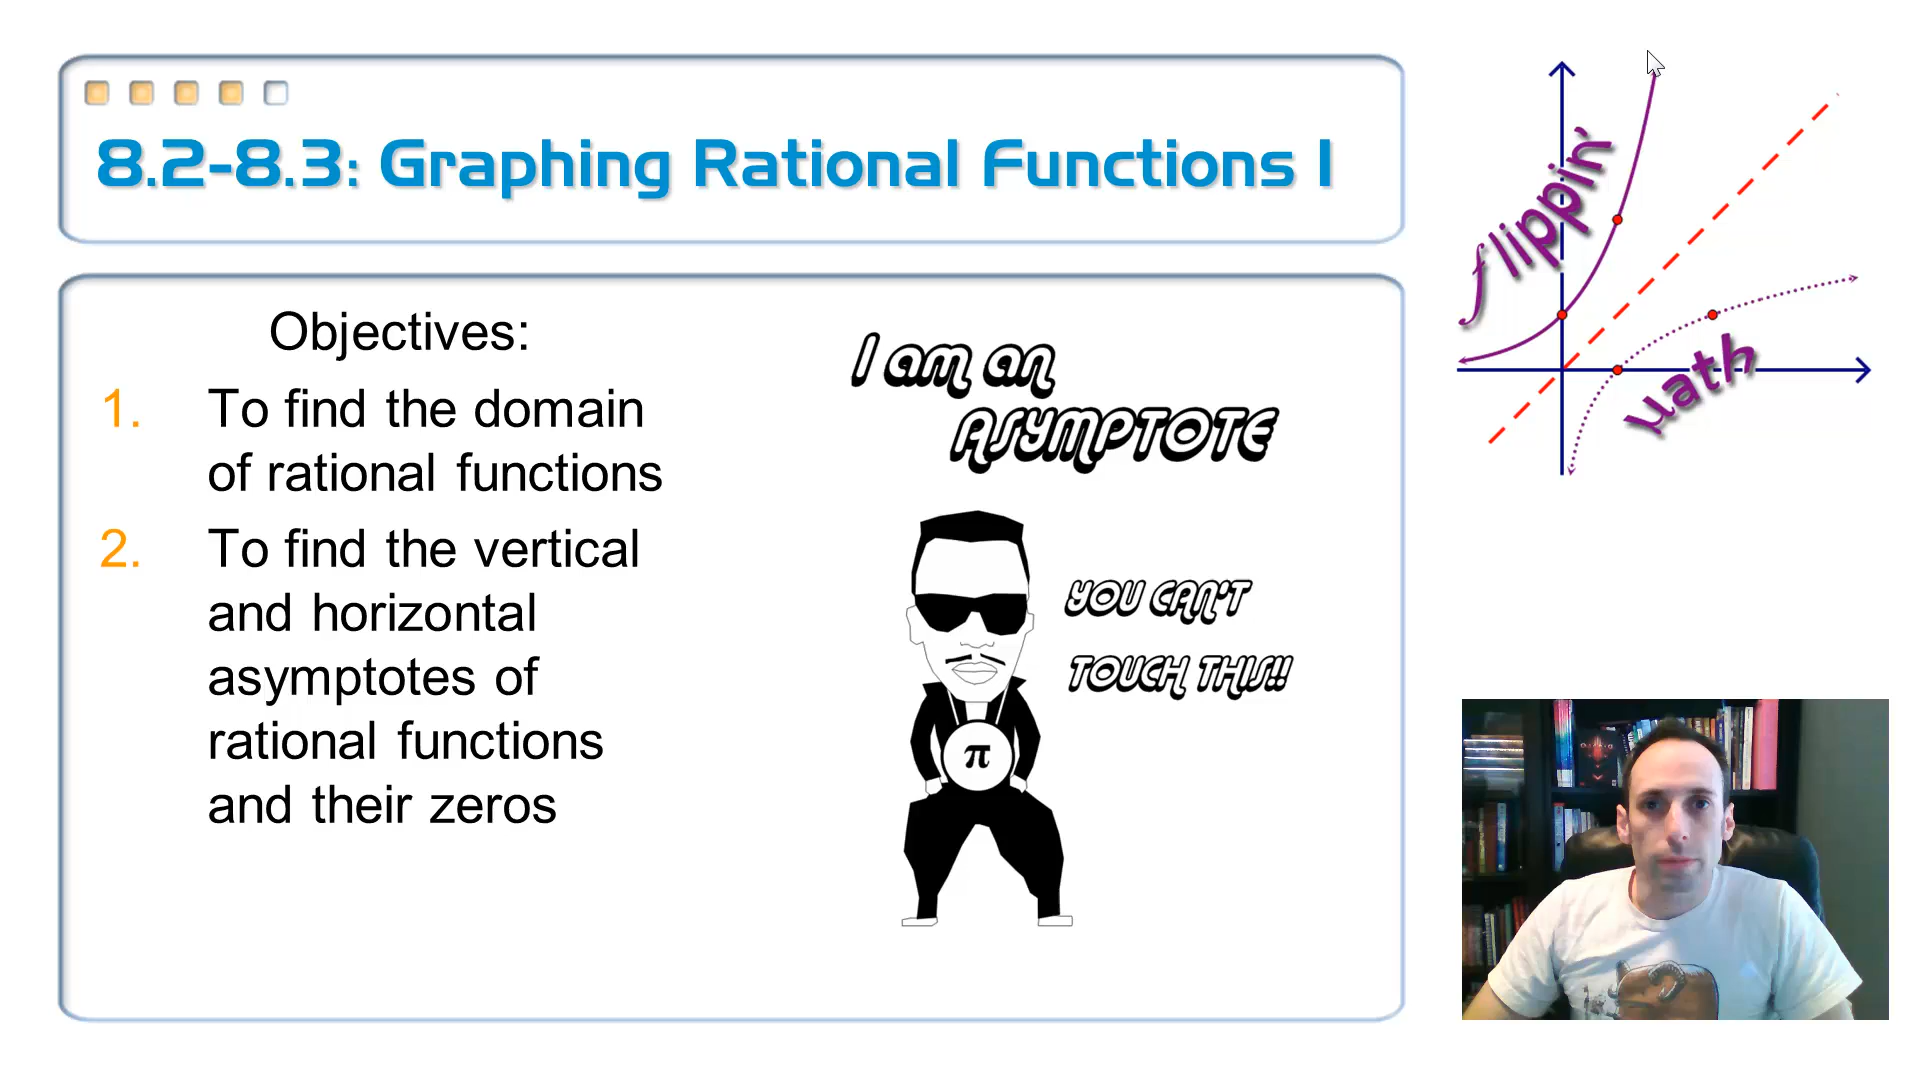 8.2-8.3: Graphing Rational Functions I
Objectives:
1. To find the domain
of rational functions
2. To find the vertical
and horizontal
asymptotes of
rational functions
and their zeros
I am an
ASYMPTOTE
YOU CAN'T
TOUCH THIS!!
π
flippin'
math